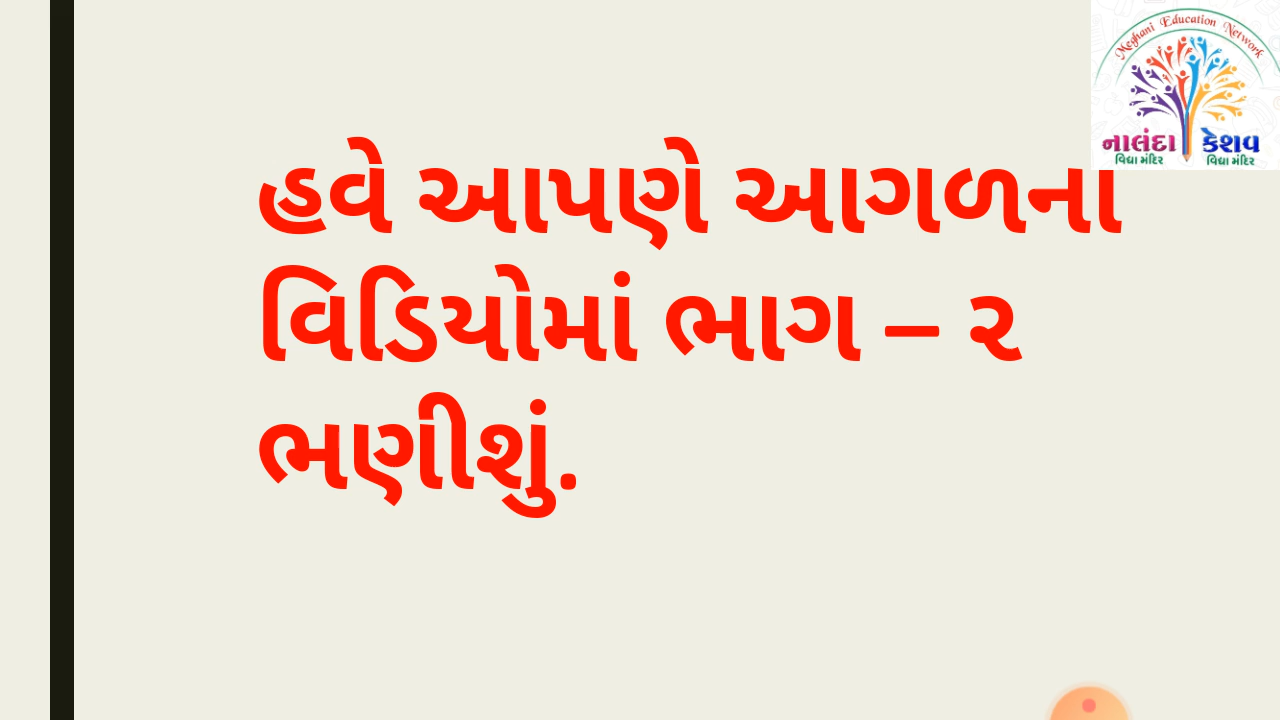 Meghani Education Network
નાલંદા કેશવ
વિદ્યા મંદિર વિદ્યા મંદિર
હવે આપણે આગળના
વિડિયોમાં ભાગ – ૨
ભણીશું.